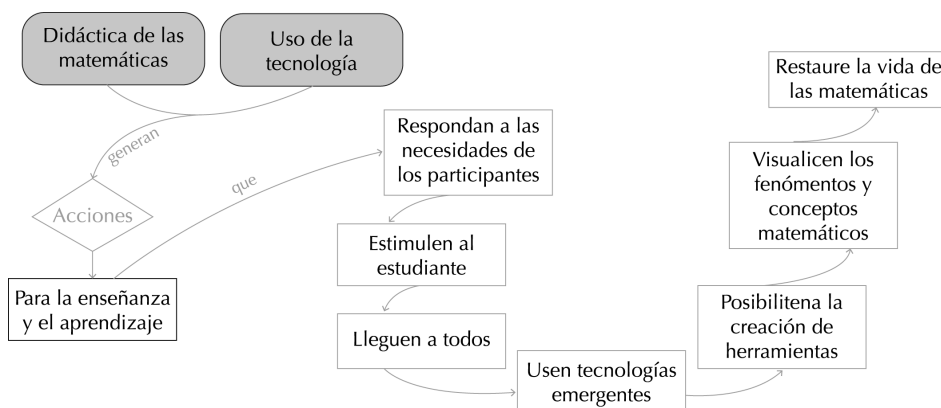 Didáctica de las
matemáticas
Uso de la
tecnología
generan
Acciones
Para la enseñanza
y el aprendizaje
que
Respondan a las
necesidades de
los participantes
Estimulen al
estudiante
Lleguen a todos
Usen tecnologías
emergentes
Posibilitena la
creación de
herramientas
Visualicen los
fenómentos y
conceptos
matemáticos
Restaure la vida de
las matemáticas